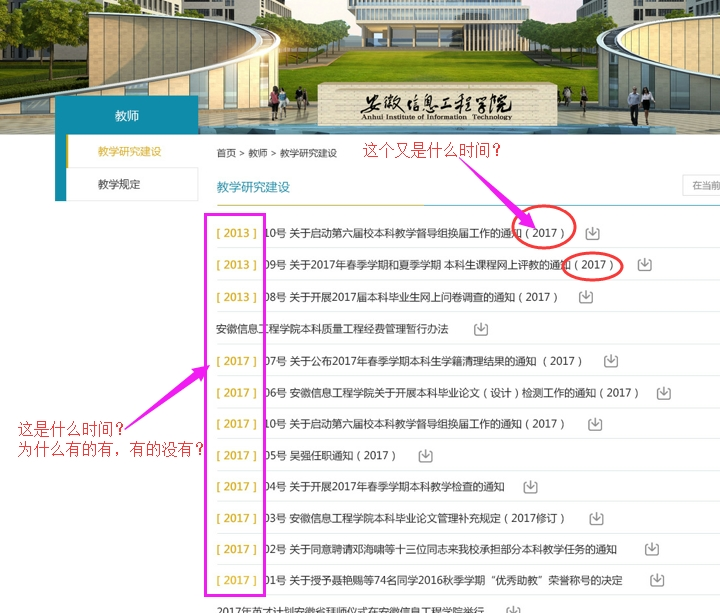 安徽信息工程学院
Anhui Institute of Information Technology
教师
教学研究建设
教学规定
首页 > 教师 > 教学研究建设
这个又是什么时间?
教学研究建设
在当前
[ 2013 ] 10号 关于启动第六届校本科教学督导组换届工作的通知（2017 ）
[ 2013 ] 09号 关于2017年春季学期和夏季学期 本科生课程网上评教的通知（2017 ）
[ 2013 ] 08号 关于开展2017届本科毕业生网上问卷调查的通知（2017 ）
安徽信息工程学院本科质量工程经费管理暂行办法
[ 2017 ] 07号 关于公布2017年春季学期本科生学籍清理结果的通知 （ 2017 ）
[ 2017 ] 06号 安徽信息工程学院关于开展本科毕业论文（设计）检测工作的通知（2017 ）
[ 2017 ] 10号 关于启动第六届校本科教学督导组换届工作的通知（2017 ）
这是什么时间?
为什么有的有，有的没有?
[ 2017 ] 05号 吴强任职通知（2017 ）
[ 2017 ] 04号 关于开展2017年春季学期本科教学检查的通知
[ 2017 ] 03号 安徽信息工程学院本科毕业论文管理补充规定（2017修订 ）
[ 2017 ] 02号 关于同意聘请邓海啸等十三位同志来我校承担部分本科教学任务的通知
[ 2017 ] 01号 关于授予聂艳赐等74名同学2016秋季学期“优秀助教”荣誉称号的决定
2017年英才计划安徽省拜师仪式在安徽信息工程学院举行